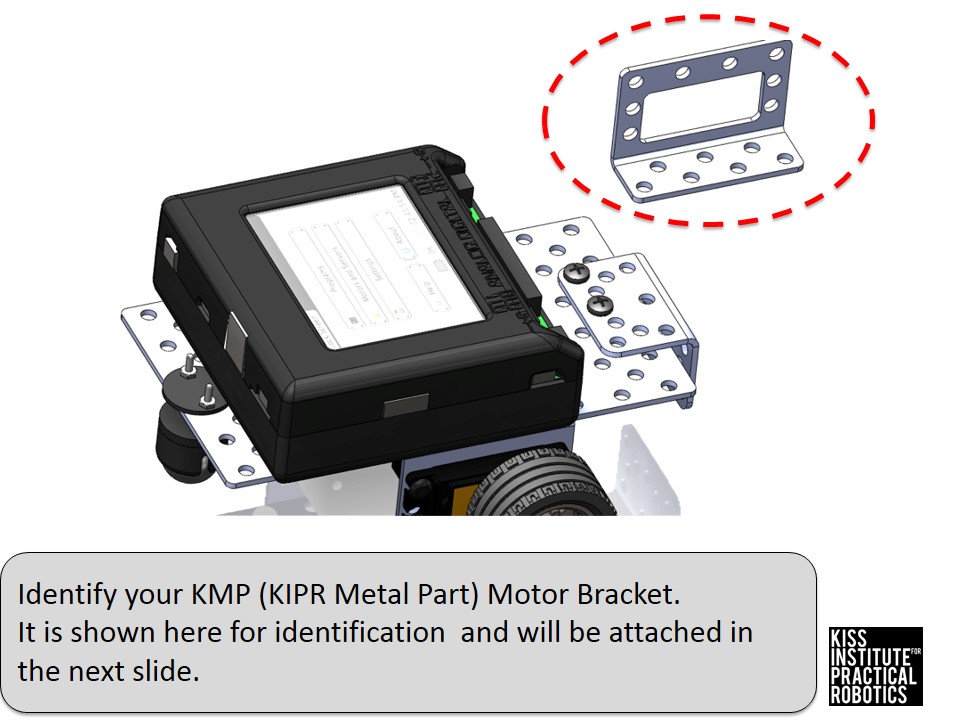 Identify your KMP (KIPR Metal Part) Motor Bracket.
It is shown here for identification  and will be attached in
the next slide.
KISS
INSTITUTE FOR
PRACTICAL
ROBOTICS